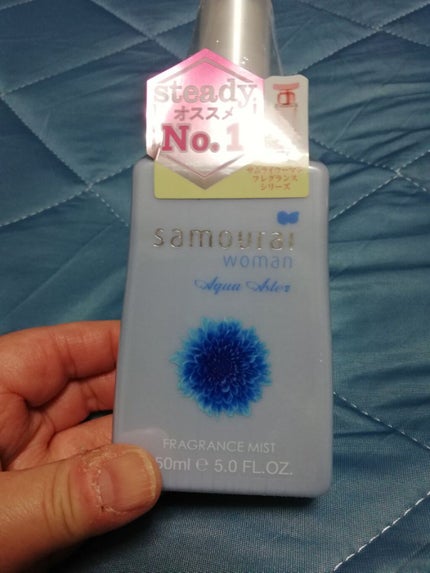 steady.
オススメ
No.1
サムライウーマン
フレグランス
シリーズ
samourai
woman
Aqua Aster
FRAGRANCE MIST
50ml ℮ 5.0 FL.OZ.